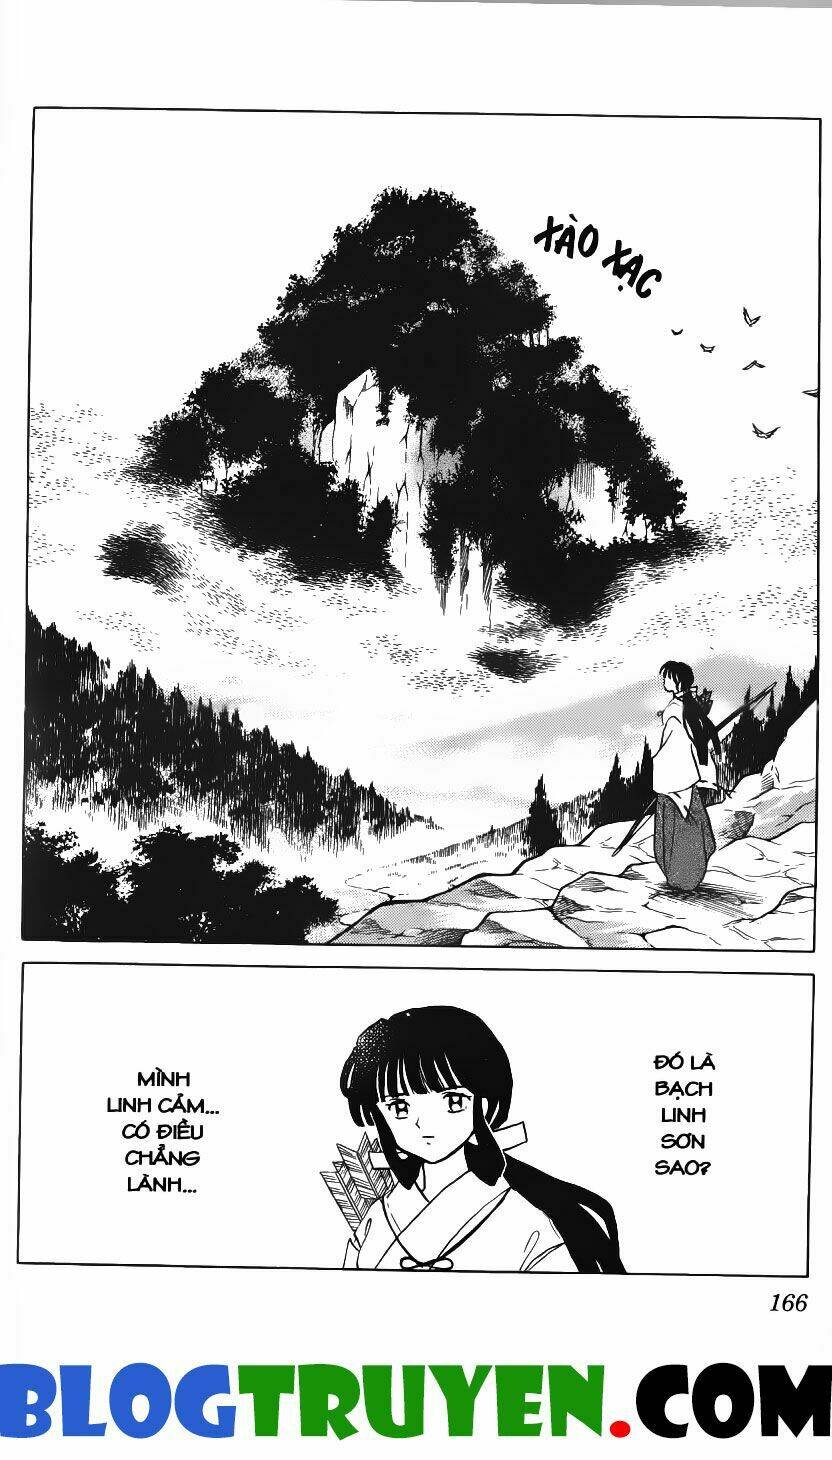 XÀO XẠC
ĐÓ LÀ
BẠCH
LINH
SƠN
SAO?
MÌNH
LINH CẢM...
CÓ ĐIỀU
CHẲNG
LÀNH...
166
BLOGTRUYEN.COM